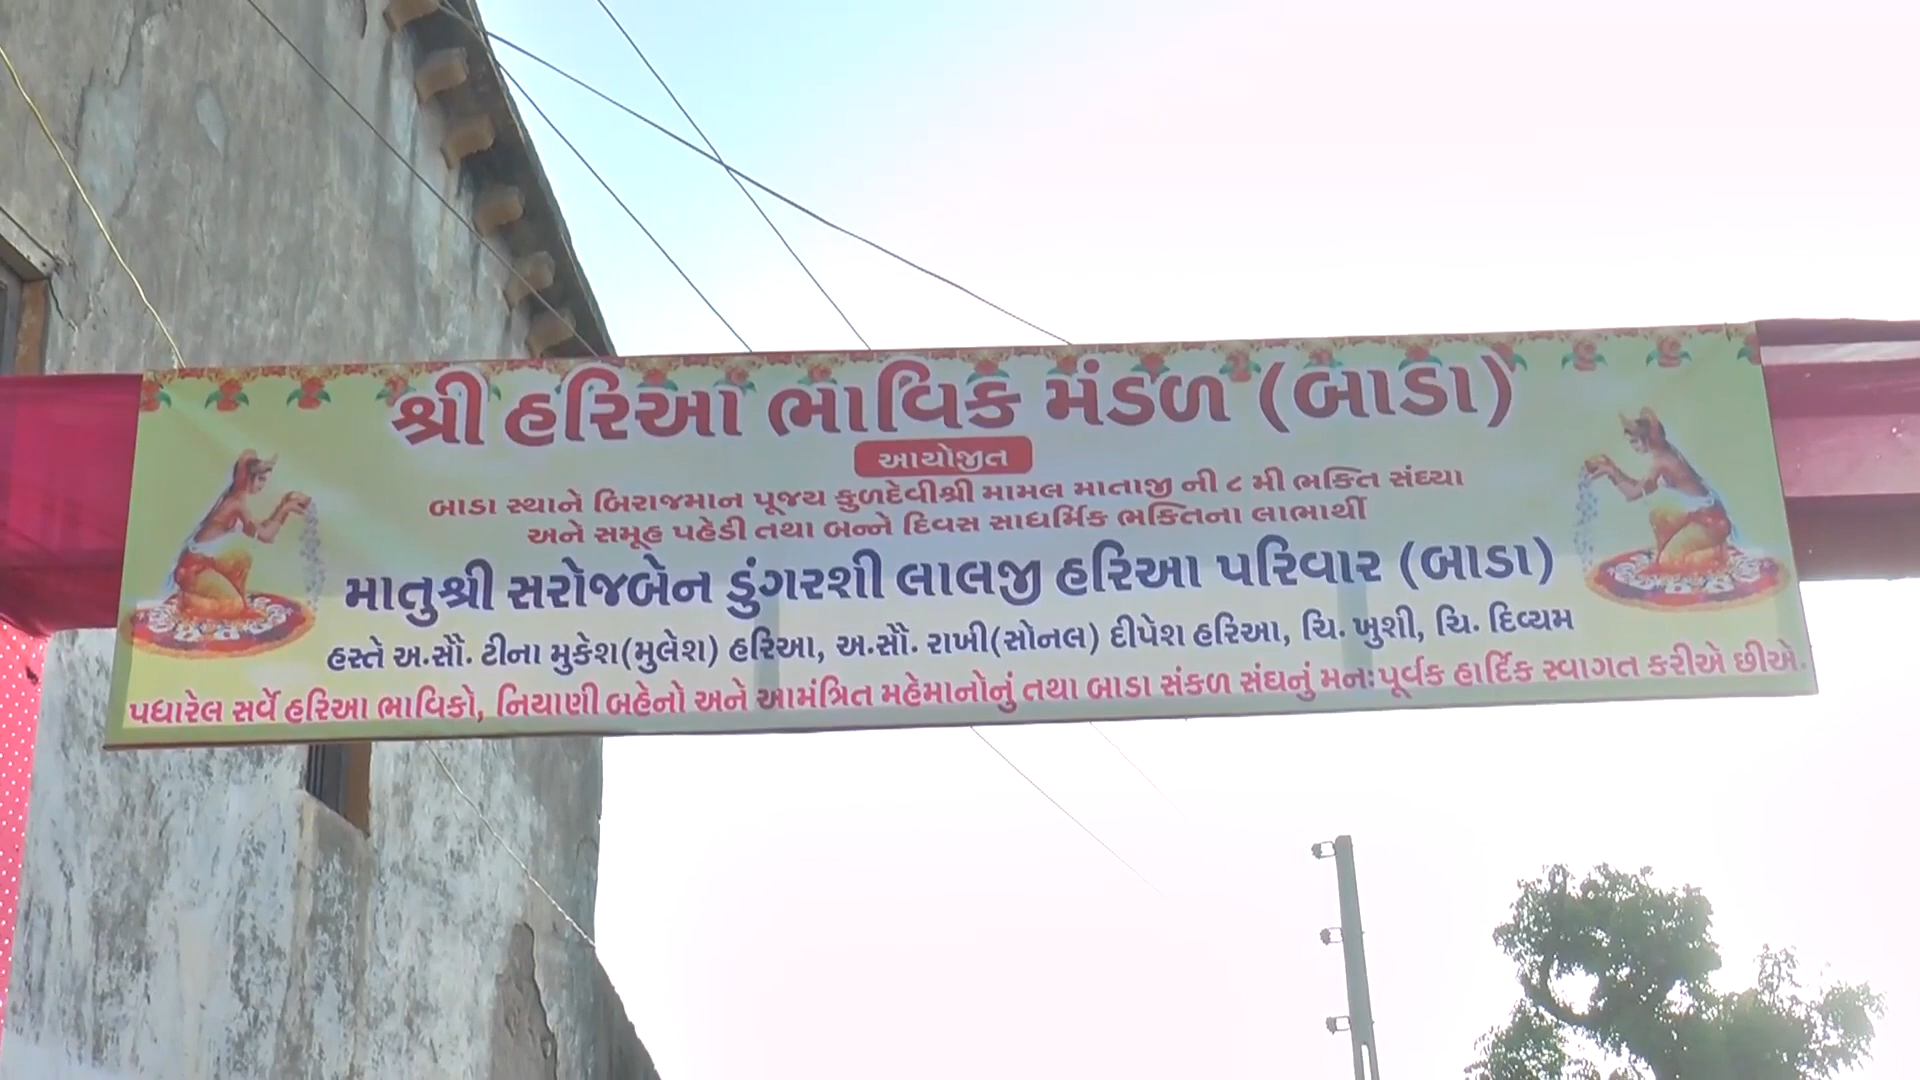 શ્રી હરિઆ ભાવિક મંડળ (બાડા)
આયોજીત
બાડા સ્થાને બિરાજમાન પૂજય કુળદેવીશ્રી મામલ માતાજી ની ૮ મી ભકિત સંધ્યા
અને સમૂહ પહેડી તથા બન્ને દિવસ સાધર્મિક ભકિતના લાભાર્થી
માતુશ્રી સરોજબેન ડુંગરશી લાલજી હરિઆ પરિવાર (બાડા)
હસ્તે અ.સૌ. ટીના મુકેશ(મુલેશ) હરિઆ, અ.સૌ. રાખી(સોનલ) દીપેશ હરિઆ, ચિ. ખુશી, ચિ. દિવ્યમ
પધારેલ સર્વે હરિઆ ભાવિકો, નિયાણી બહેનો અને આમંત્રિત મહેમાનોનું તથા બાડા સંકળ સંઘનું મનઃપૂર્વક હાર્દિક સ્વાગત કરીએ છીએ.